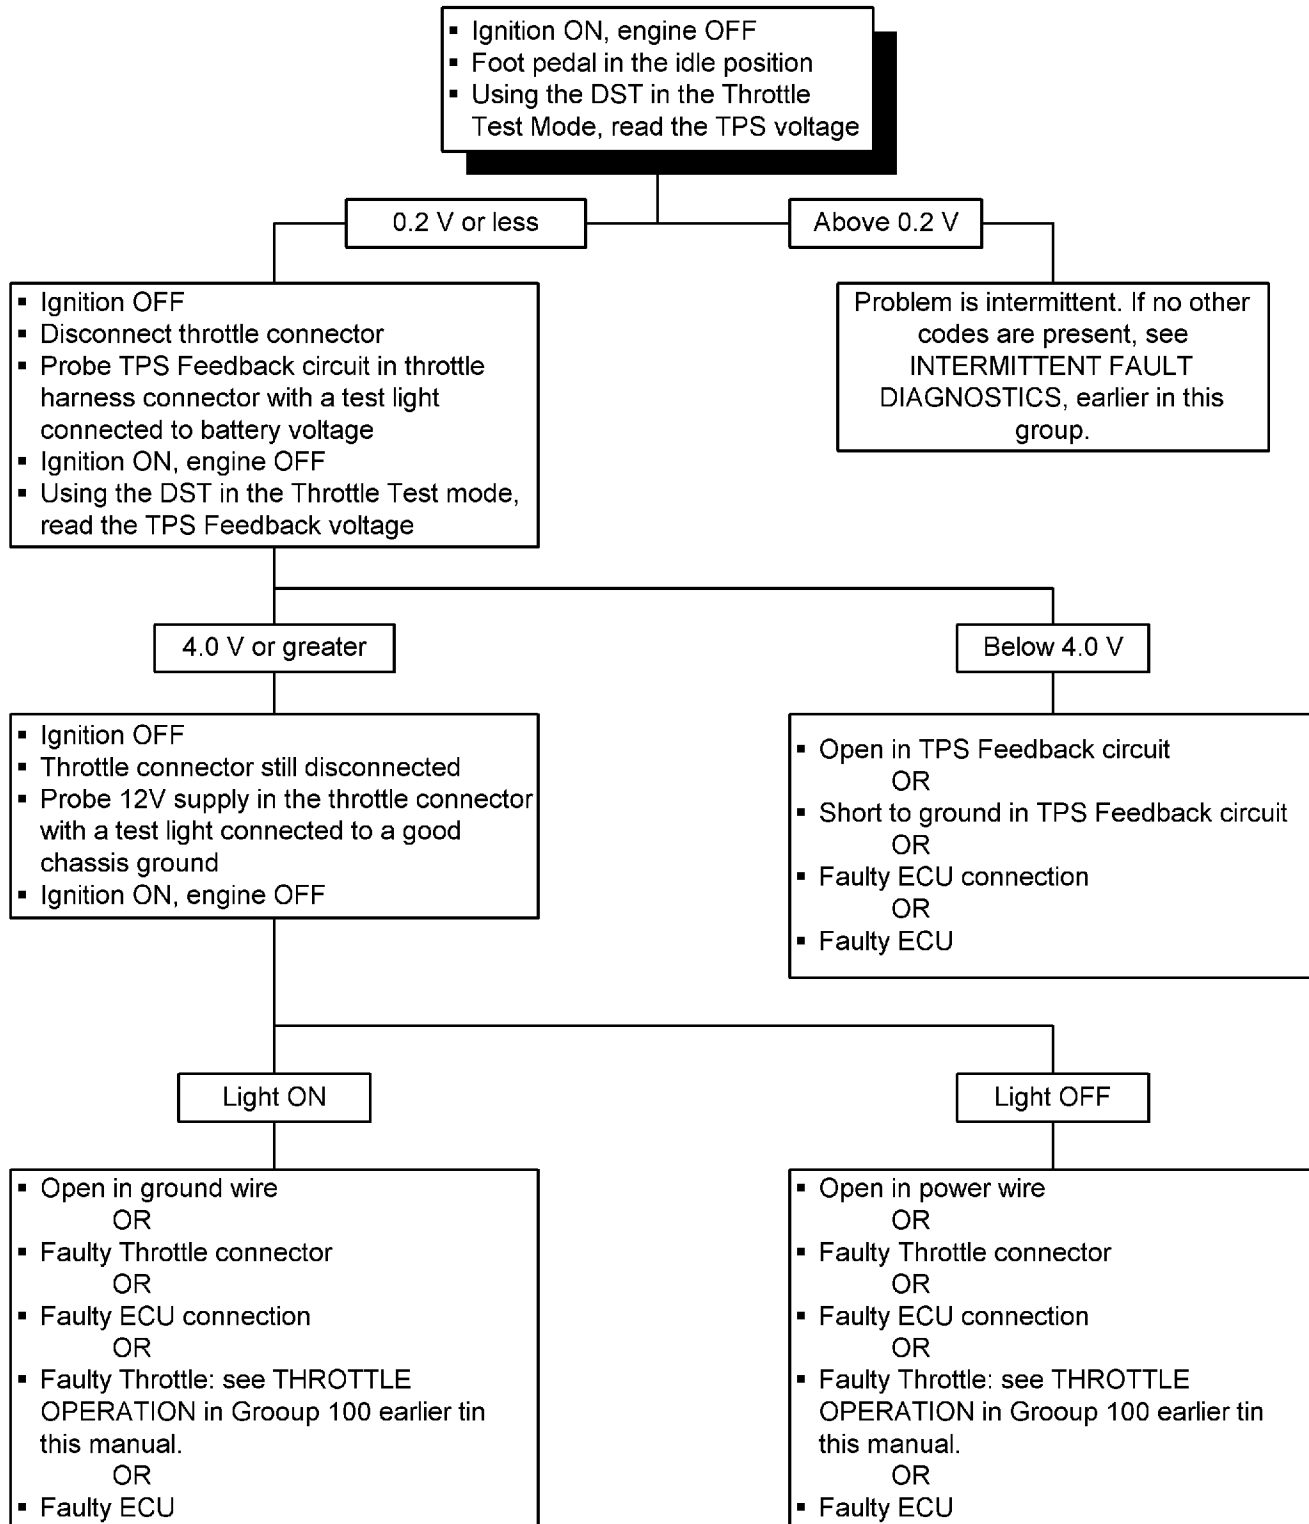 ▪ Ignition ON, engine OFF
▪ Foot pedal in the idle position
▪ Using the DST in the Throttle
Test Mode, read the TPS voltage
0.2 V or less
Above 0.2 V
▪ Ignition OFF
▪ Disconnect throttle connector
▪ Probe TPS Feedback circuit in throttle
harness connector with a test light
connected to battery voltage
▪ Ignition ON, engine OFF
▪ Using the DST in the Throttle Test mode,
read the TPS Feedback voltage
Problem is intermittent. If no other
codes are present, see
INTERMITTENT FAULT
DIAGNOSTICS, earlier in this
group.
4.0 V or greater
Below 4.0 V
▪ Ignition OFF
▪ Throttle connector still disconnected
▪ Probe 12V supply in the throttle connector
with a test light connected to a good
chassis ground
▪ Ignition ON, engine OFF
▪ Open in TPS Feedback circuit
OR
▪ Short to ground in TPS Feedback circuit
OR
▪ Faulty ECU connection
OR
▪ Faulty ECU
Light ON
Light OFF
▪ Open in ground wire
OR
▪ Faulty Throttle connector
OR
▪ Faulty ECU connection
OR
▪ Faulty Throttle: see THROTTLE
OPERATION in Grooup 100 earlier tin
this manual.
OR
▪ Faulty ECU
▪ Open in power wire
OR
▪ Faulty Throttle connector
OR
▪ Faulty ECU connection
OR
▪ Faulty Throttle: see THROTTLE
OPERATION in Grooup 100 earlier tin
this manual.
OR
▪ Faulty ECU